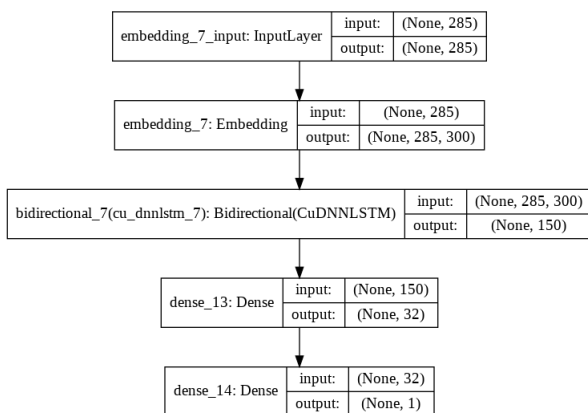 embedding_7_input: InputLayer
input: (None, 285)
output: (None, 285)
embedding_7: Embedding
input: (None, 285)
output: (None, 285, 300)
bidirectional_7(cu_dnnlstm_7): Bidirectional(CuDNNLSTM)
input: (None, 285, 300)
output: (None, 150)
dense_13: Dense
input: (None, 150)
output: (None, 32)
dense_14: Dense
input: (None, 32)
output: (None, 1)